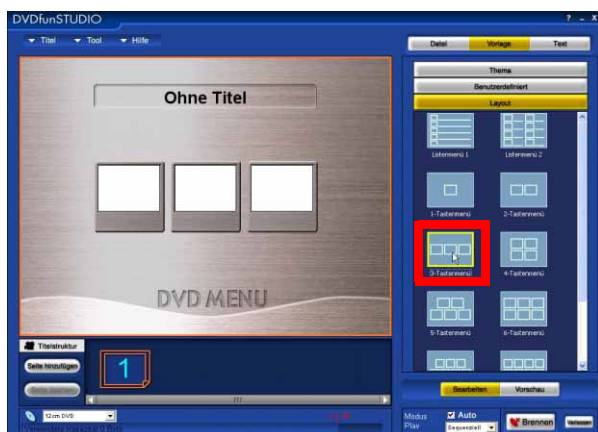 DVDfunSTUDIO
? - X
Titel Tool Hilfe
Datei Vorlage Text
Thema
Benutzerdefiniert
Layout
Ohne Titel
DVD MENU
Listenmenü 1 Listenmenü 2
1-Tastenmenü 2-Tastenmenü
3-Tastenmenü 4-Tastenmenü
5-Tastenmenü 6-Tastenmenü
Titelstruktur
Seite hinzufügen
1
Bearbeiten Vorschau
12cm DVD
Modus Auto
Play Sequenziell
Brennen Verlassen